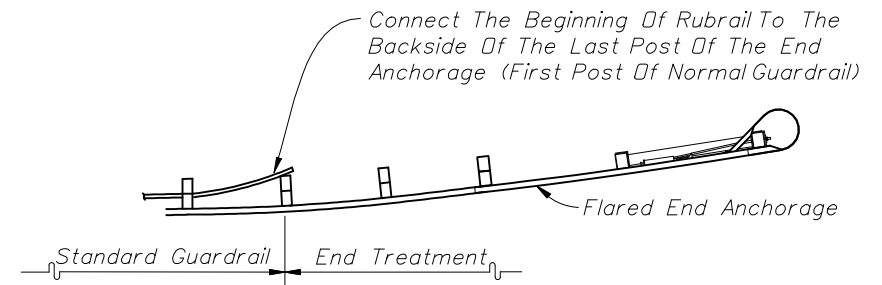 Connect The Beginning Of Rubrail To The
Backside Of The Last Post Of The End
Anchorage (First Post Of Normal Guardrail)
Flared End Anchorage
Standard Guardrail
End Treatment